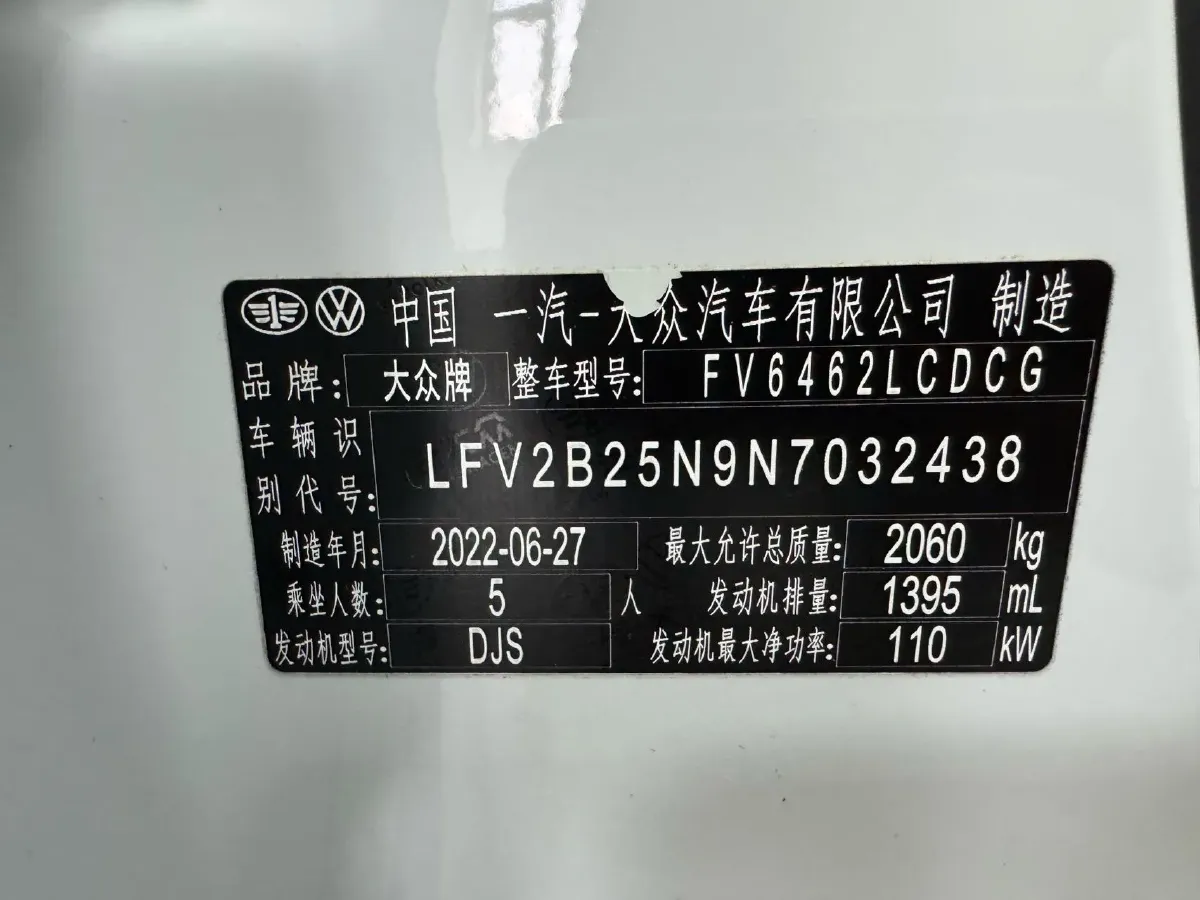 中国 一汽-大众汽车有限公司 制造
品牌: 大众牌 整车型号: FV6462LCDCG
车辆识
别代号: LFV2B25N9N7032438
制造年月: 2022-06-27 最大允许总质量: 2060 kg
乘坐人数: 5 人 发动机排量: 1395 mL
发动机型号: DJS 发动机最大净功率: 110 kW